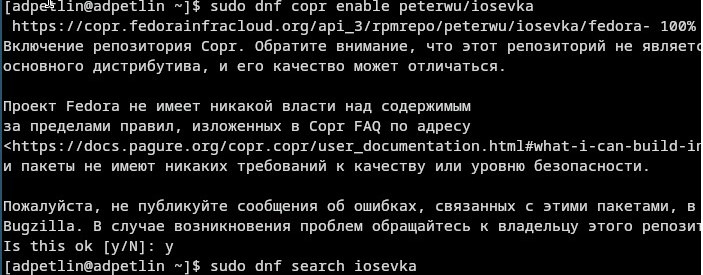 [adpetlin@adpetlin ~]$ sudo dnf copr enable peterwu/iosevka
https://copr.fedorainfracloud.org/api_3/rpmrepo/peterwu/iosevka/fedora- 100%
Включение репозитория Copr. Обратите внимание, что этот репозиторий не являетс
основного дистрибутива, и его качество может отличаться.
Проект Fedora не имеет никакой власти над содержимым
за пределами правил, изложенных в Copr FAQ по адресу
<https://docs.pagure.org/copr.copr/user_documentation.html#what-i-can-build-in
и пакеты не имеют никаких требований к качеству или уровню безопасности.
Пожалуйста, не публикуйте сообщения об ошибках, связанных с этими пакетами, в
Bugzilla. В случае возникновения проблем обращайтесь к владельцу этого репозит
Is this ok [y/N]: y
[adpetlin@adpetlin ~]$ sudo dnf search iosevka